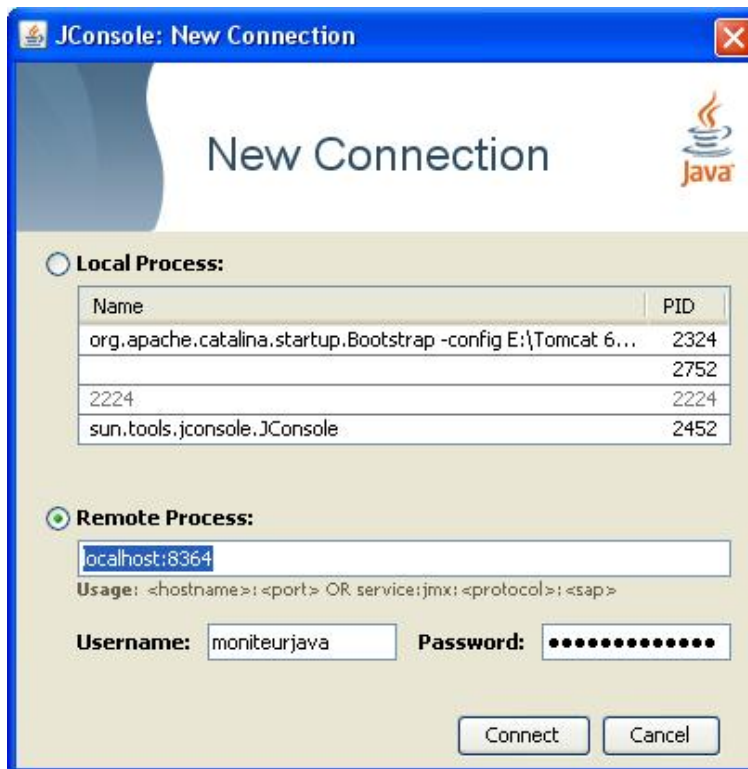 JConsole: New Connection
New Connection
Java
Local Process:
Name PID
org.apache.catalina.startup.Bootstrap -config E:\Tomcat 6... 2324
2752
2224 2224
sun.tools.jconsole.JConsole 2452
Remote Process:
localhost:8364
Usage: <hostname>:<port> OR service:jmx:<protocol>:<sap>
Username: moniteurjava Password: •••••••••••••
Connect Cancel